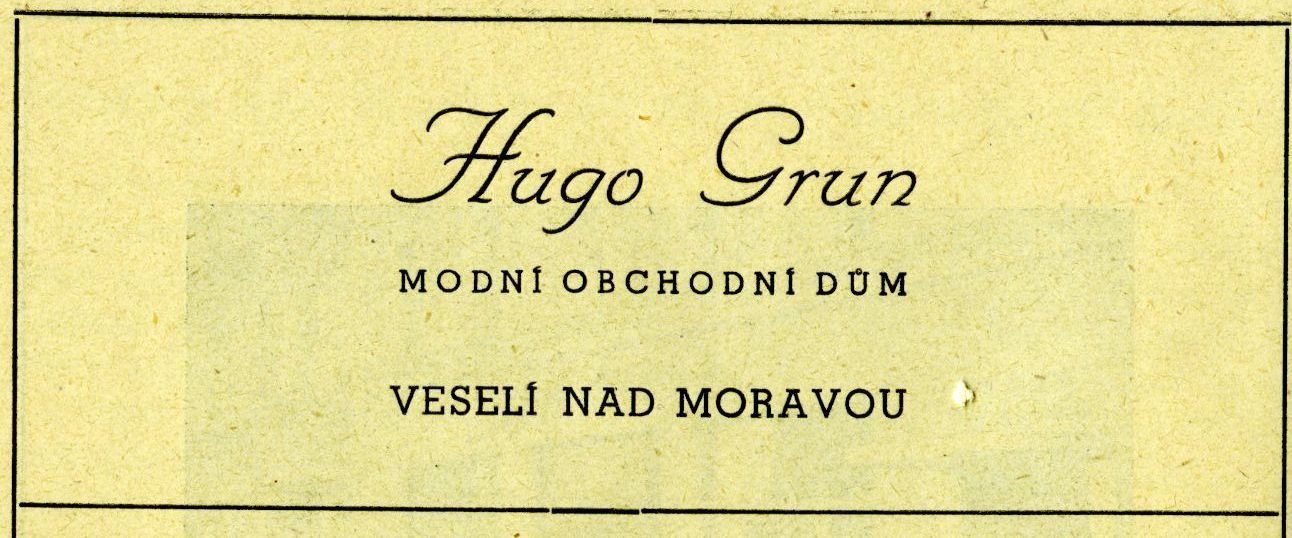 Hugo Grun
MODNÍ OBCHODNÍ DŮM
VESELÍ NAD MORAVOU